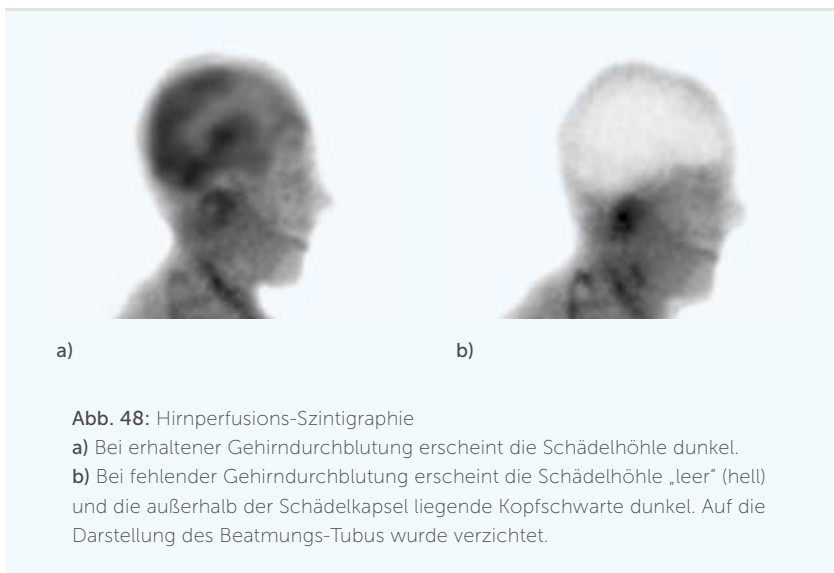 a)
b)
Abb. 48: Hirnperfusions-Szintigraphie
a) Bei erhaltener Gehirndurchblutung erscheint die Schädelhöhle dunkel.
b) Bei fehlender Gehirndurchblutung erscheint die Schädelhöhle „leer“ (hell)
und die außerhalb der Schädelkapsel liegende Kopfschwarte dunkel. Auf die
Darstellung des Beatmungs-Tubus wurde verzichtet.